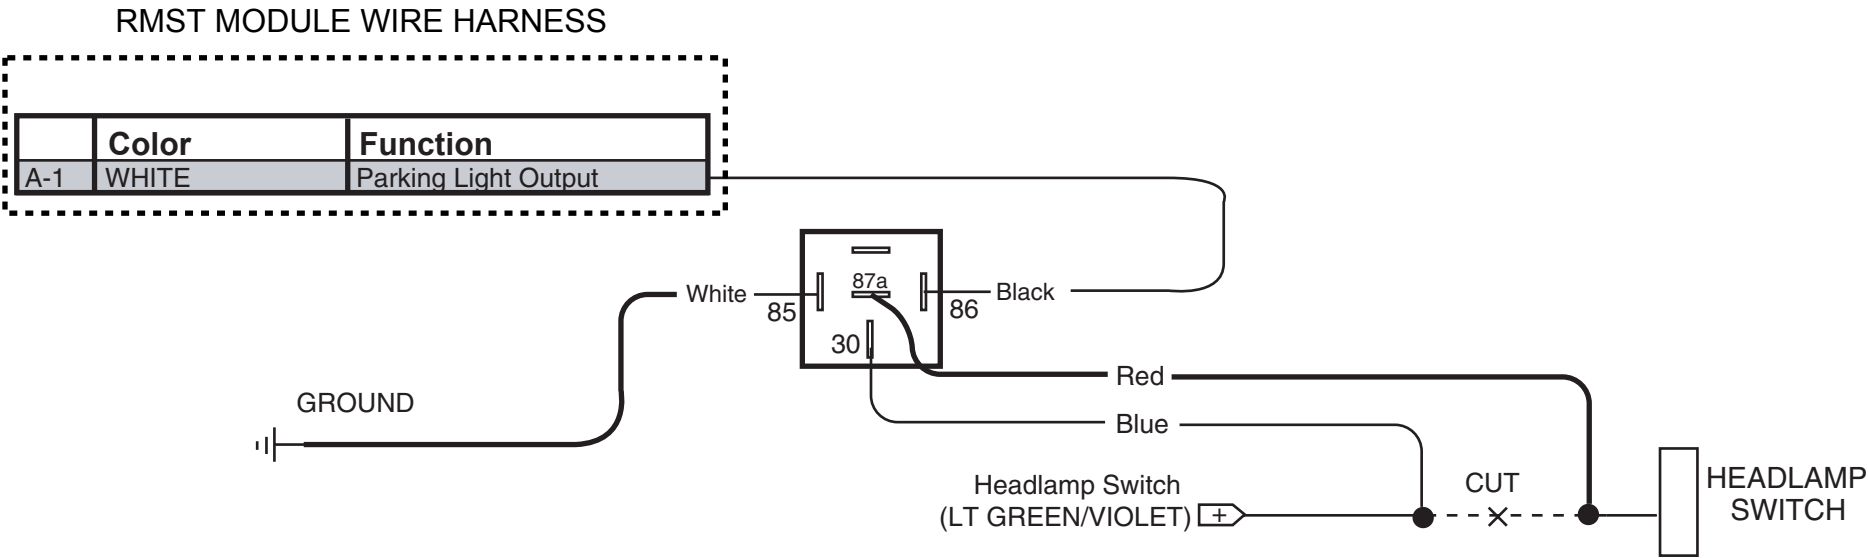 RMST MODULE WIRE HARNESS
Color Function
A-1 WHITE Parking Light Output
87a
White Black
85 86
30
Red
GROUND
Blue
Headlamp Switch
(LT GREEN/VIOLET) +
CUT
HEADLAMP
SWITCH